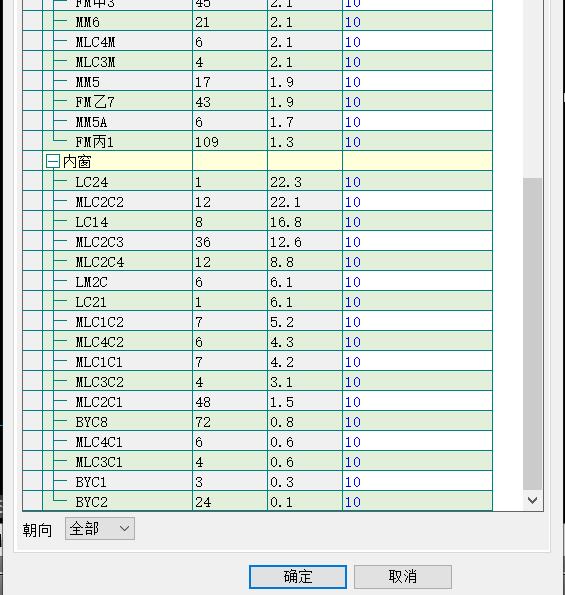 FM甲3 45 2.1 10
MM6 21 2.1 10
MLC4M 6 2.1 10
MLC3M 4 2.1 10
MM5 17 1.9 10
FM乙7 43 1.9 10
MM5A 6 1.7 10
FM丙1 109 1.3 10
内窗
LC24 1 22.3 10
MLC2C2 12 22.1 10
LC14 8 16.8 10
MLC2C3 36 12.6 10
MLC2C4 12 8.8 10
LM2C 6 6.1 10
LC21 1 6.1 10
MLC1C2 7 5.2 10
MLC4C2 6 4.3 10
MLC1C1 7 4.2 10
MLC3C2 4 3.1 10
MLC2C1 48 1.5 10
BYC8 72 0.8 10
MLC4C1 6 0.6 10
MLC3C1 4 0.6 10
BYC1 3 0.3 10
BYC2 24 0.1 10
朝向 全部
确定 取消